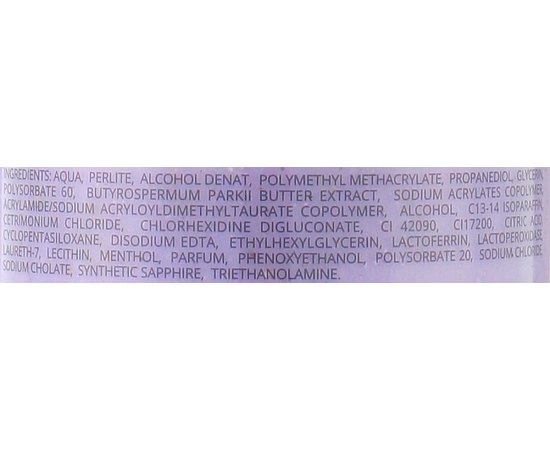 INGREDIENTS: AQUA, PERLITE, ALCOHOL DENAT, POLYMETHYL METHACRYLATE, PROPANEDIOL, GLYCERIN,
POLYSORBATE 60, BUTYROSPERMUM PARKII BUTTER EXTRACT, SODIUM ACRYLATES COPOLYMER,
ACRYLAMIDE/SODIUM ACRYLOYLDIMETHYLTAURATE COPOLYMER, ALCOHOL, C13-14 ISOPARAFFIN,
CETRIMONIUM CHLORIDE, CHLORHEXIDINE DIGLUCONATE, CI 42090, CI17200, CITRIC ACID,
CYCLOPENTASILOXANE, DISODIUM EDTA, ETHYLHEXYLGLYCERIN, LACTOFERRIN, LACTOPEROXIDASE,
LAURETH-7, LECITHIN, MENTHOL, PARFUM, PHENOXYETHANOL, POLYSORBATE 20, SODIUM CHLORIDE,
SODIUM CHOLATE, SYNTHETIC SAPPHIRE, TRIETHANOLAMINE.